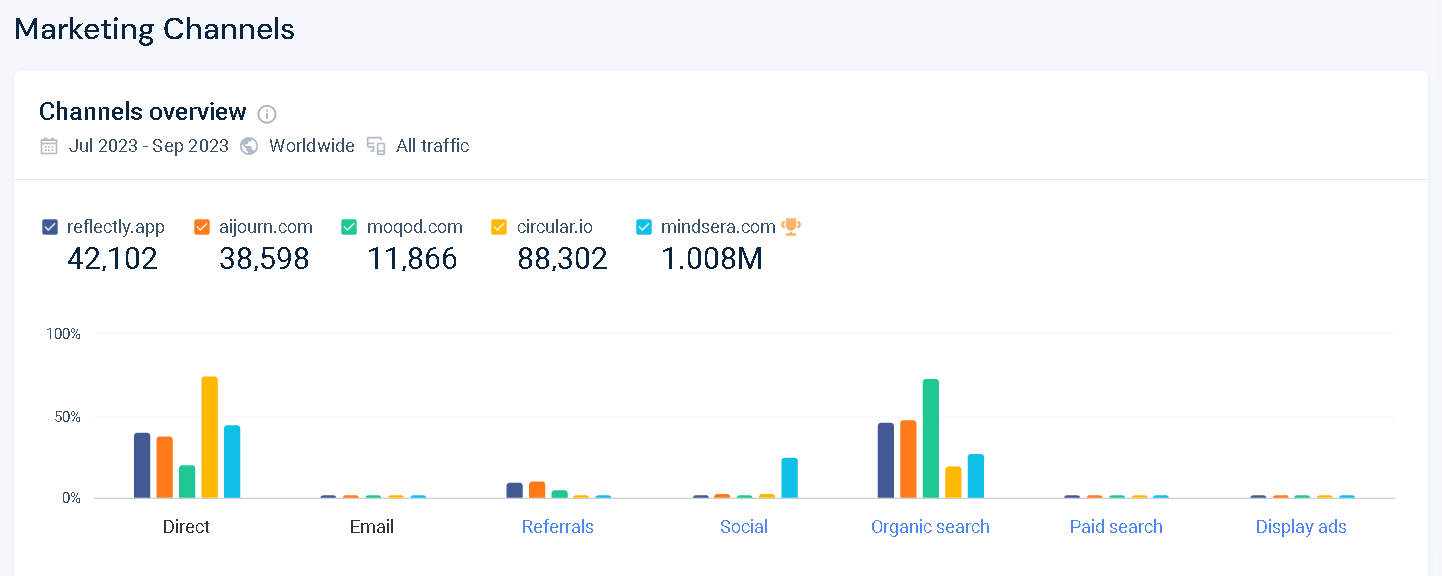 Marketing Channels
Channels overview
Jul 2023 - Sep 2023 Worldwide All traffic
reflectly.app aijourn.com moqod.com circular.io mindsera.com
42,102 38,598 11,866 88,302 1.008M
100%
50%
0%
Direct Email Referrals Social Organic search Paid search Display ads